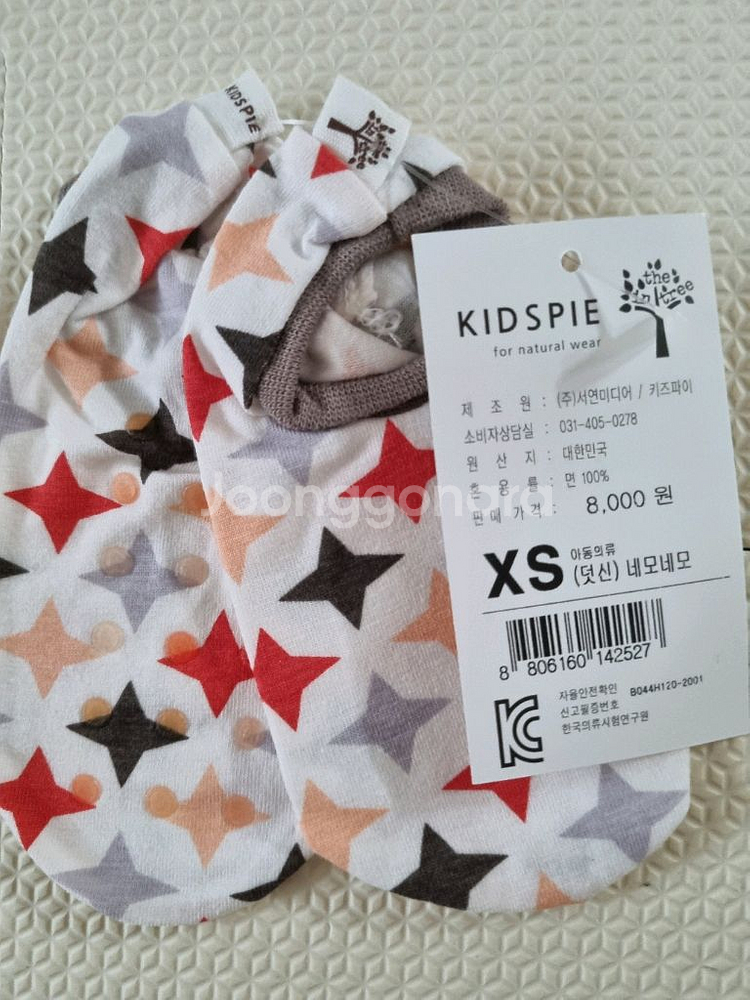 KIDSPIE
KIDSPIE
the
in tree
for natural wear
제 조 원 : (주)서연미디어 / 키즈파이
소비자상담실 : 031-405-0278
원 산 지 : 대한민국
혼 용 률 : 면 100%
판 매 가 격 : 8,000 원
XS 아동의류
(덧신) 네모네모
8 806160 142527
자율안전확인 B044H120-2001
신고필증번호
한국의류시험연구원
Joonggonara